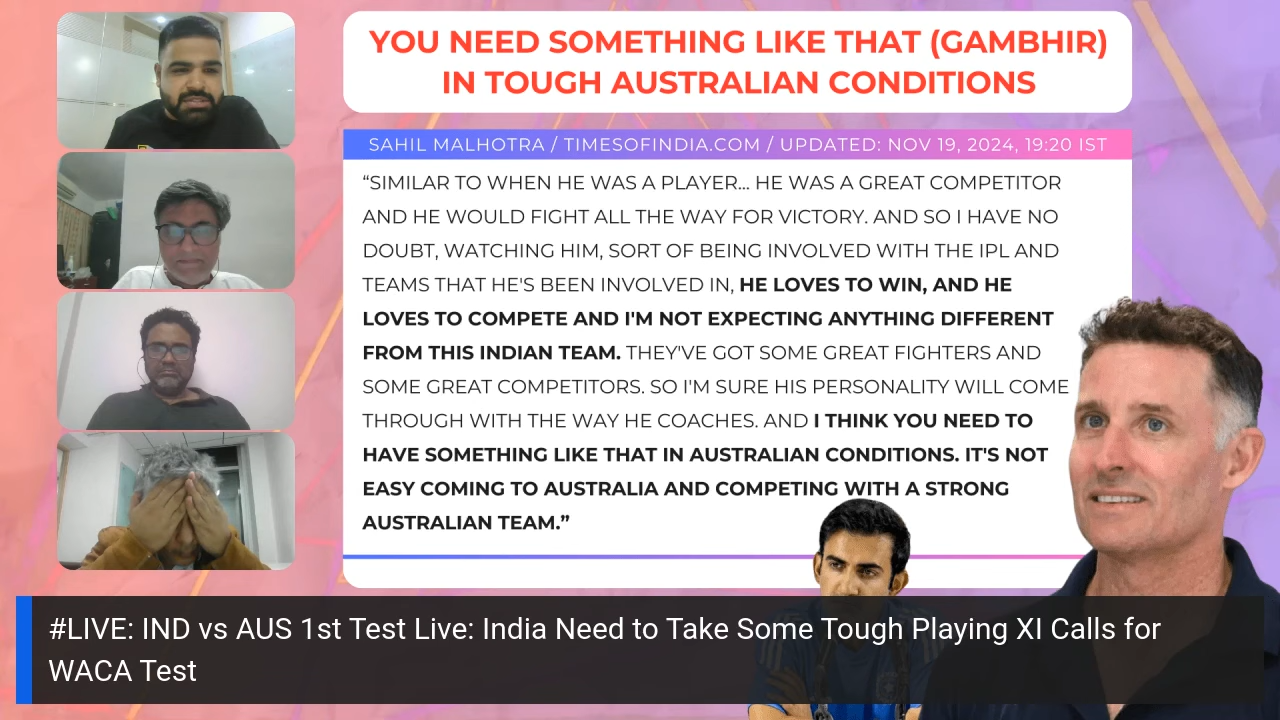 YOU NEED SOMETHING LIKE THAT (GAMBHIR)
IN TOUGH AUSTRALIAN CONDITIONS
SAHIL MALHOTRA / TIMESOFINDIA.COM / UPDATED: NOV 19, 2024, 19:20 IST
“SIMILAR TO WHEN HE WAS A PLAYER... HE WAS A GREAT COMPETITOR
AND HE WOULD FIGHT ALL THE WAY FOR VICTORY. AND SO I HAVE NO
DOUBT, WATCHING HIM, SORT OF BEING INVOLVED WITH THE IPL AND
TEAMS THAT HE'S BEEN INVOLVED IN, HE LOVES TO WIN, AND HE
LOVES TO COMPETE AND I'M NOT EXPECTING ANYTHING DIFFERENT
FROM THIS INDIAN TEAM. THEY'VE GOT SOME GREAT FIGHTERS AND
SOME GREAT COMPETITORS. SO I'M SURE HIS PERSONALITY WILL COME
THROUGH WITH THE WAY HE COACHES. AND I THINK YOU NEED TO
HAVE SOMETHING LIKE THAT IN AUSTRALIAN CONDITIONS. IT'S NOT
EASY COMING TO AUSTRALIA AND COMPETING WITH A STRONG
AUSTRALIAN TEAM.”
#LIVE: IND vs AUS 1st Test Live: India Need to Take Some Tough Playing XI Calls for
WACA Test